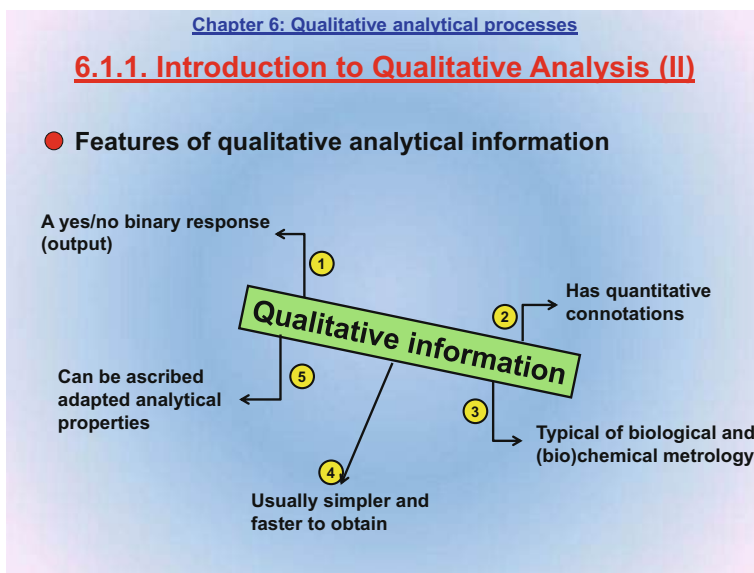 Chapter 6: Qualitative analytical processes
6.1.1. Introduction to Qualitative Analysis (II)
Features of qualitative analytical information
A yes/no binary response
(output)
1
Has quantitative
connotations
2
Qualitative information
Can be ascribed
adapted analytical
properties
5
3
Typical of biological and
(bio)chemical metrology
4
Usually simpler and
faster to obtain